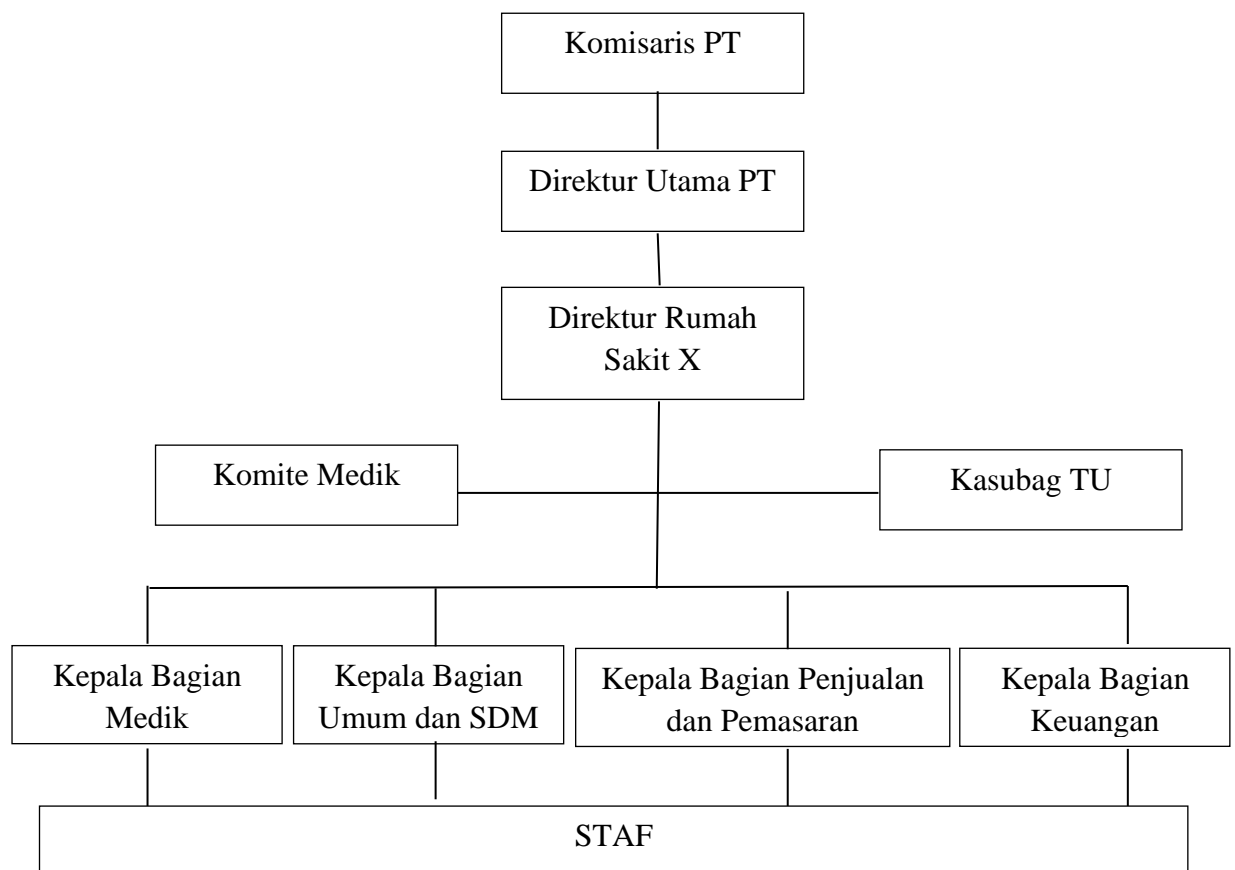 Komisaris PT
Direktur Utama PT
Direktur Rumah
Sakit X
Komite Medik
Kasubag TU
Kepala Bagian
Medik
Kepala Bagian
Umum dan SDM
Kepala Bagian Penjualan
dan Pemasaran
Kepala Bagian
Keuangan
STAF